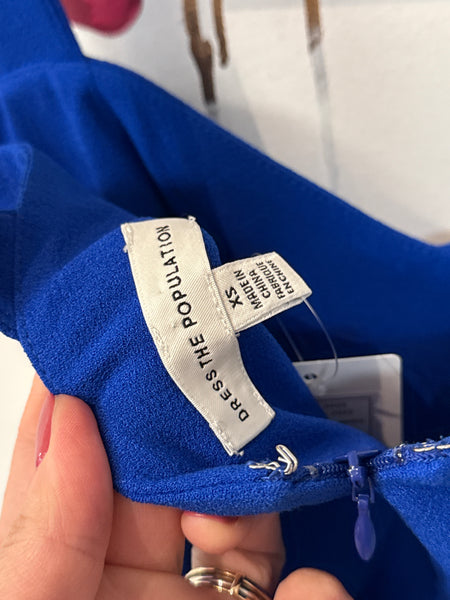 DRESS THE POPULATION
XS
MADE IN
CHINA
FABRIQUÉ
EN CHINE